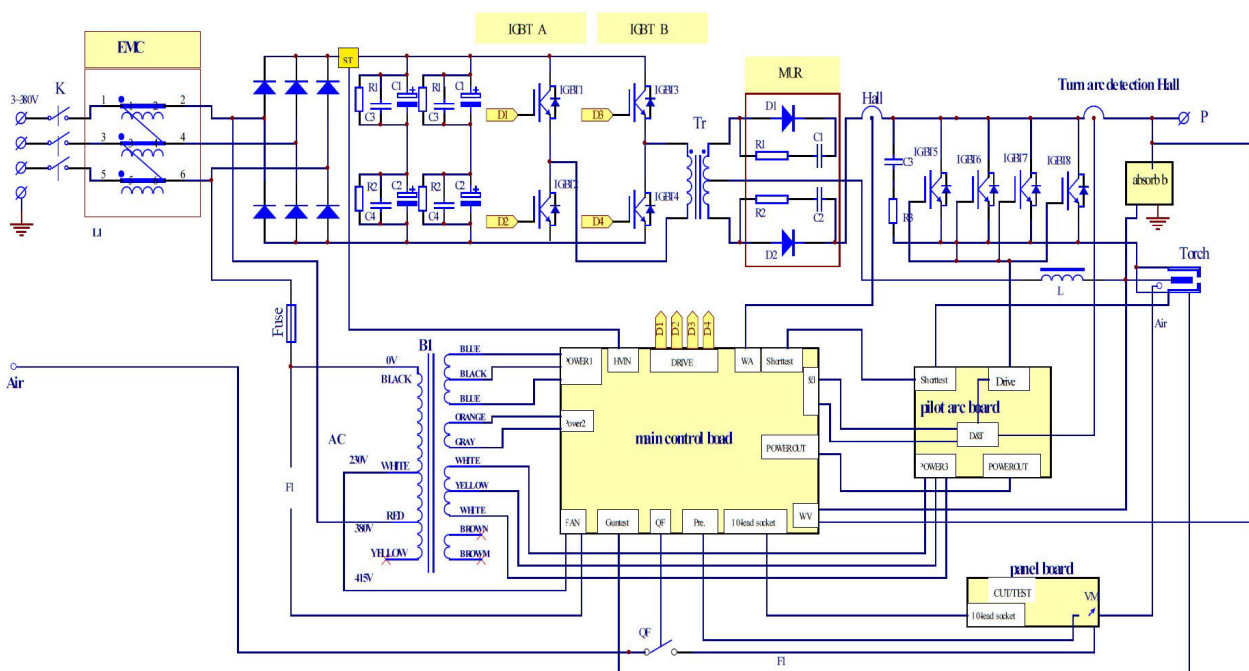 IGBT A
IGBT B
EMC
K
3~380V
1
1
2
2
3
3
4
4
5
5
6
6
L1
ST
R1
C1
C3
R1
C1
C3
R2
C2
C4
R2
C2
C4
D1
IGBT1
D3
IGBT3
D2
IGBT2
D4
IGBT4
Tr
MUR
D1
R1
C1
R2
C2
D2
Hall
Turn arc detection Hall
P
C3
R3
IGBT5
IGBT6
IGBT7
IGBT8
absorb b
Torch
L
Air
Fuse
Air
B1
0V
BLACK
AC
WHITE
230V
F1
RED
380V
YELLOW
415V
BLUE
BLACK
BLUE
ORANGE
GRAY
WHITE
YELLOW
WHITE
BROWN
BROWM
D1
D2
D3
D4
POWER1
HVIN
DRIVE
WA
Shorttest
Power2
main control boad
POWEROUT
FAN
Guntest
QF
Pre.
10-lead socket
WV
Shorttest
Drive
pilot arc board
D&T
POWER3
POWEROUT
panel board
CUT/TEST
VM
10-lead socket
QF
F1